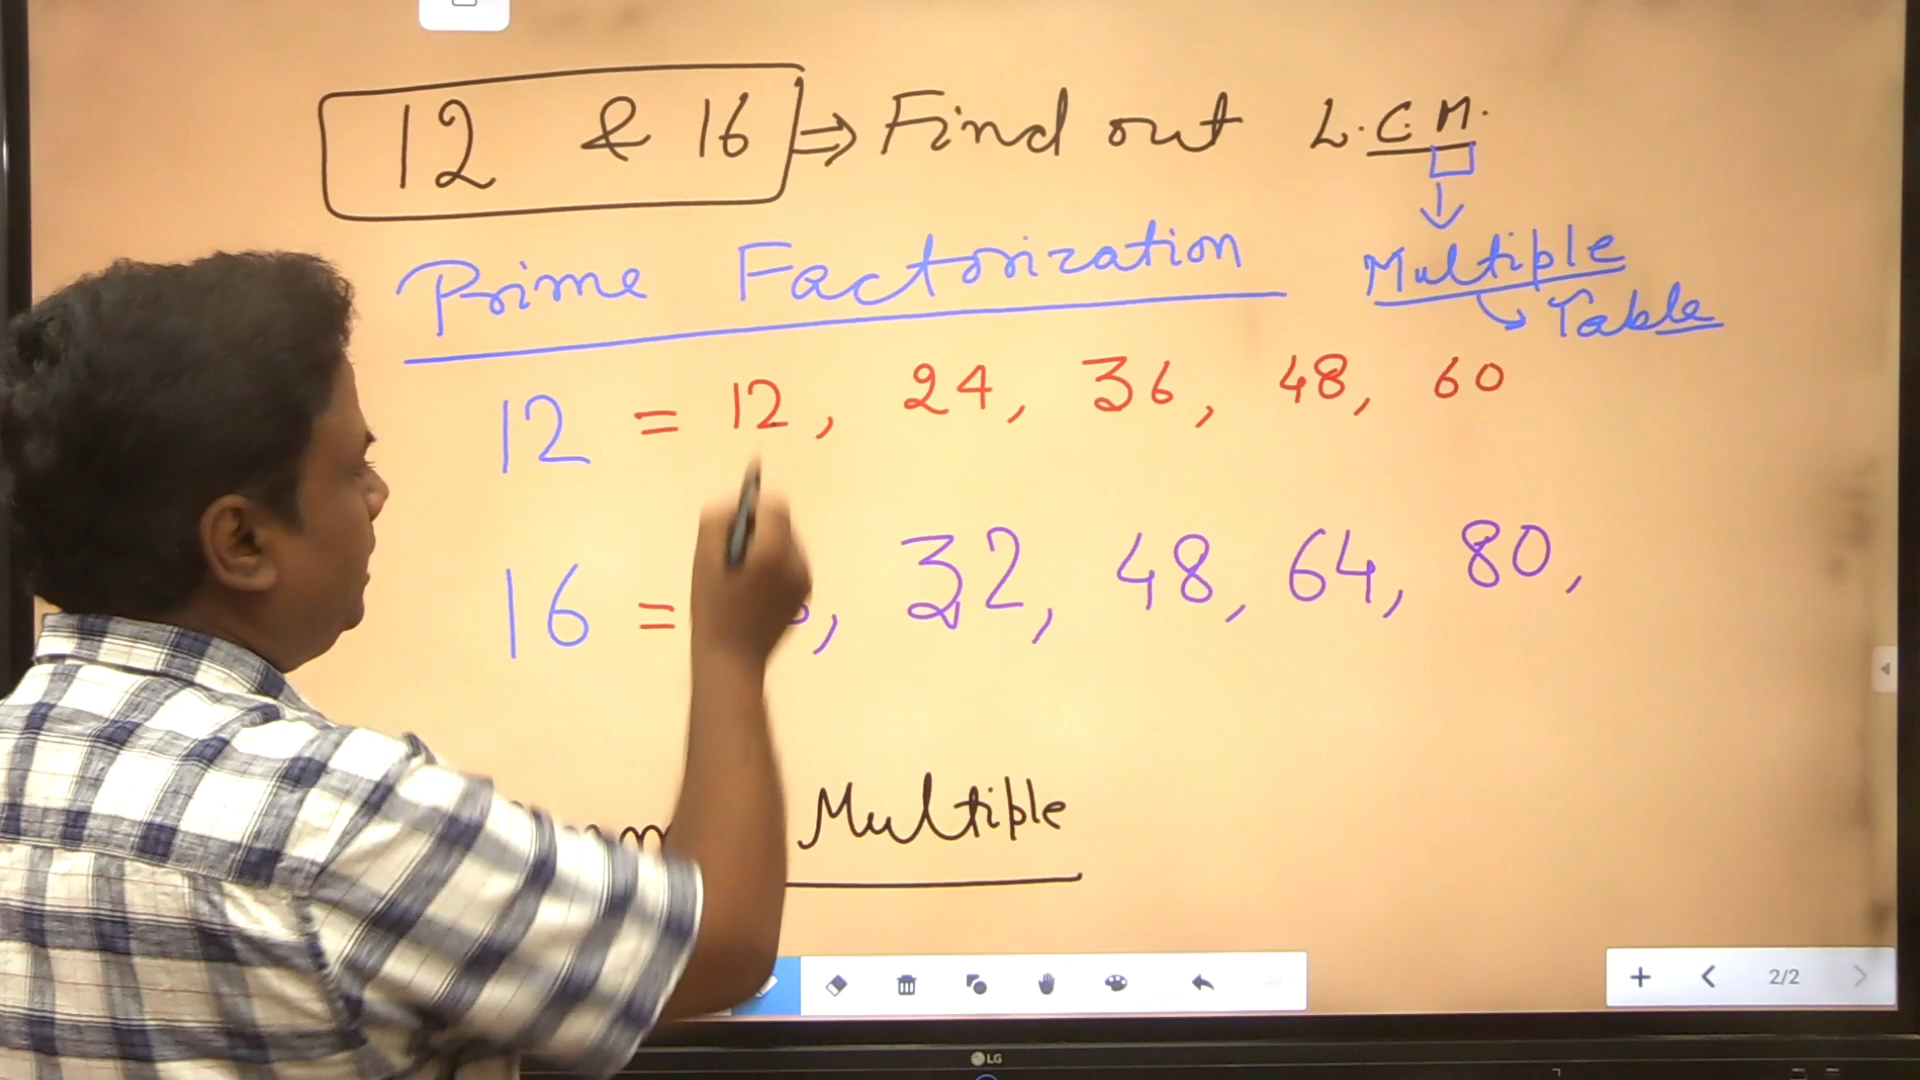 12 & 16 ⇒ Find out L.C.M.
Prime Factorization
Multiple
Table
12 = 12, 24, 36, 48, 60
16 = , 32, 48, 64, 80,
Multiple
2/2
LG